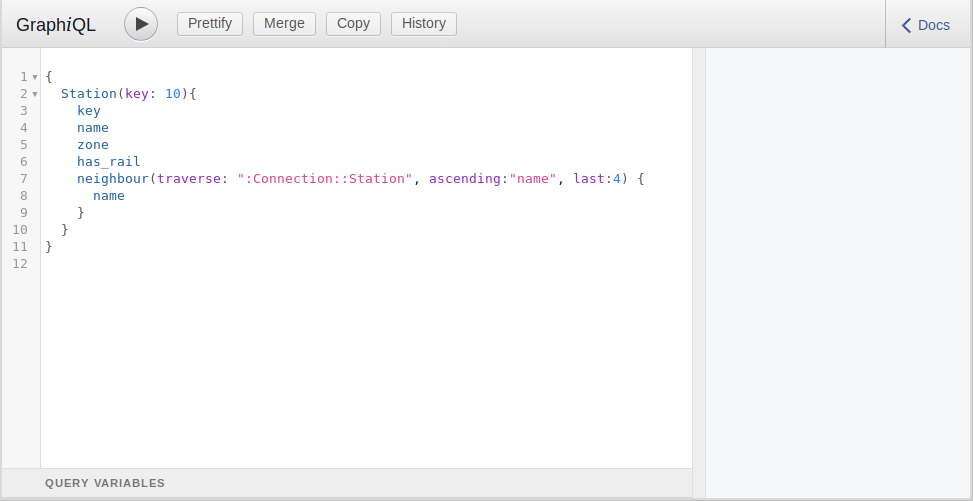 GraphiQL Prettify Merge Copy History Docs
1 {
2 Station(key: 10){
3 key
4 name
5 zone
6 has_rail
7 neighbour(traverse: ":Connection::Station", ascending:"name", last:4) {
8 name
9 }
10 }
11 }
12
QUERY VARIABLES